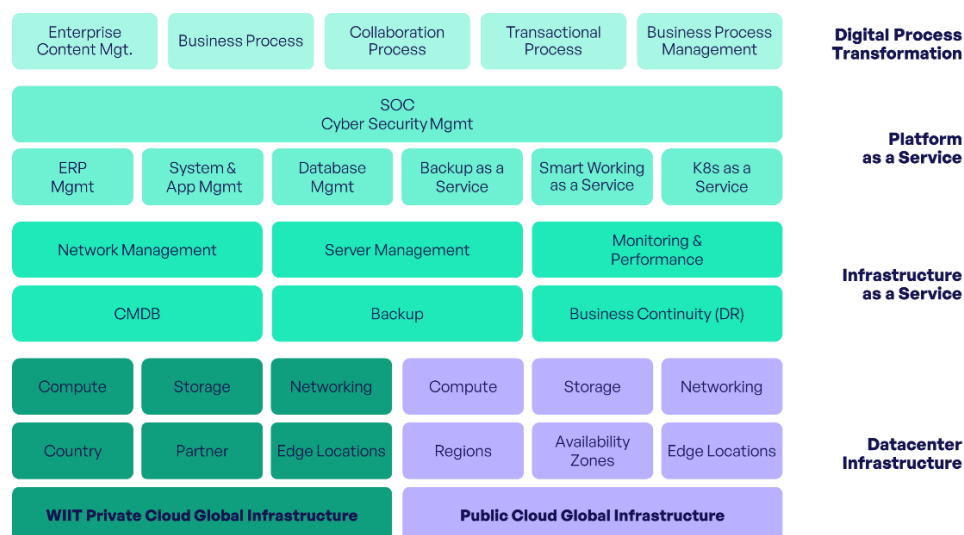 Enterprise
Content Mgt.
Business Process
Collaboration
Process
Transactional
Process
Business Process
Management
Digital Process
Transformation
SOC
Cyber Security Mgmt
Platform
as a Service
ERP
Mgmt
System &
App Mgmt
Database
Mgmt
Backup as a
Service
Smart Working
as a Service
K8s as a
Service
Network Management
Server Management
Monitoring &
Performance
Infrastructure
as a Service
CMDB
Backup
Business Continuity (DR)
Compute
Storage
Networking
Compute
Storage
Networking
Country
Partner
Edge Locations
Regions
Availability
Zones
Edge Locations
Datacenter
Infrastructure
WIIT Private Cloud Global Infrastructure
Public Cloud Global Infrastructure